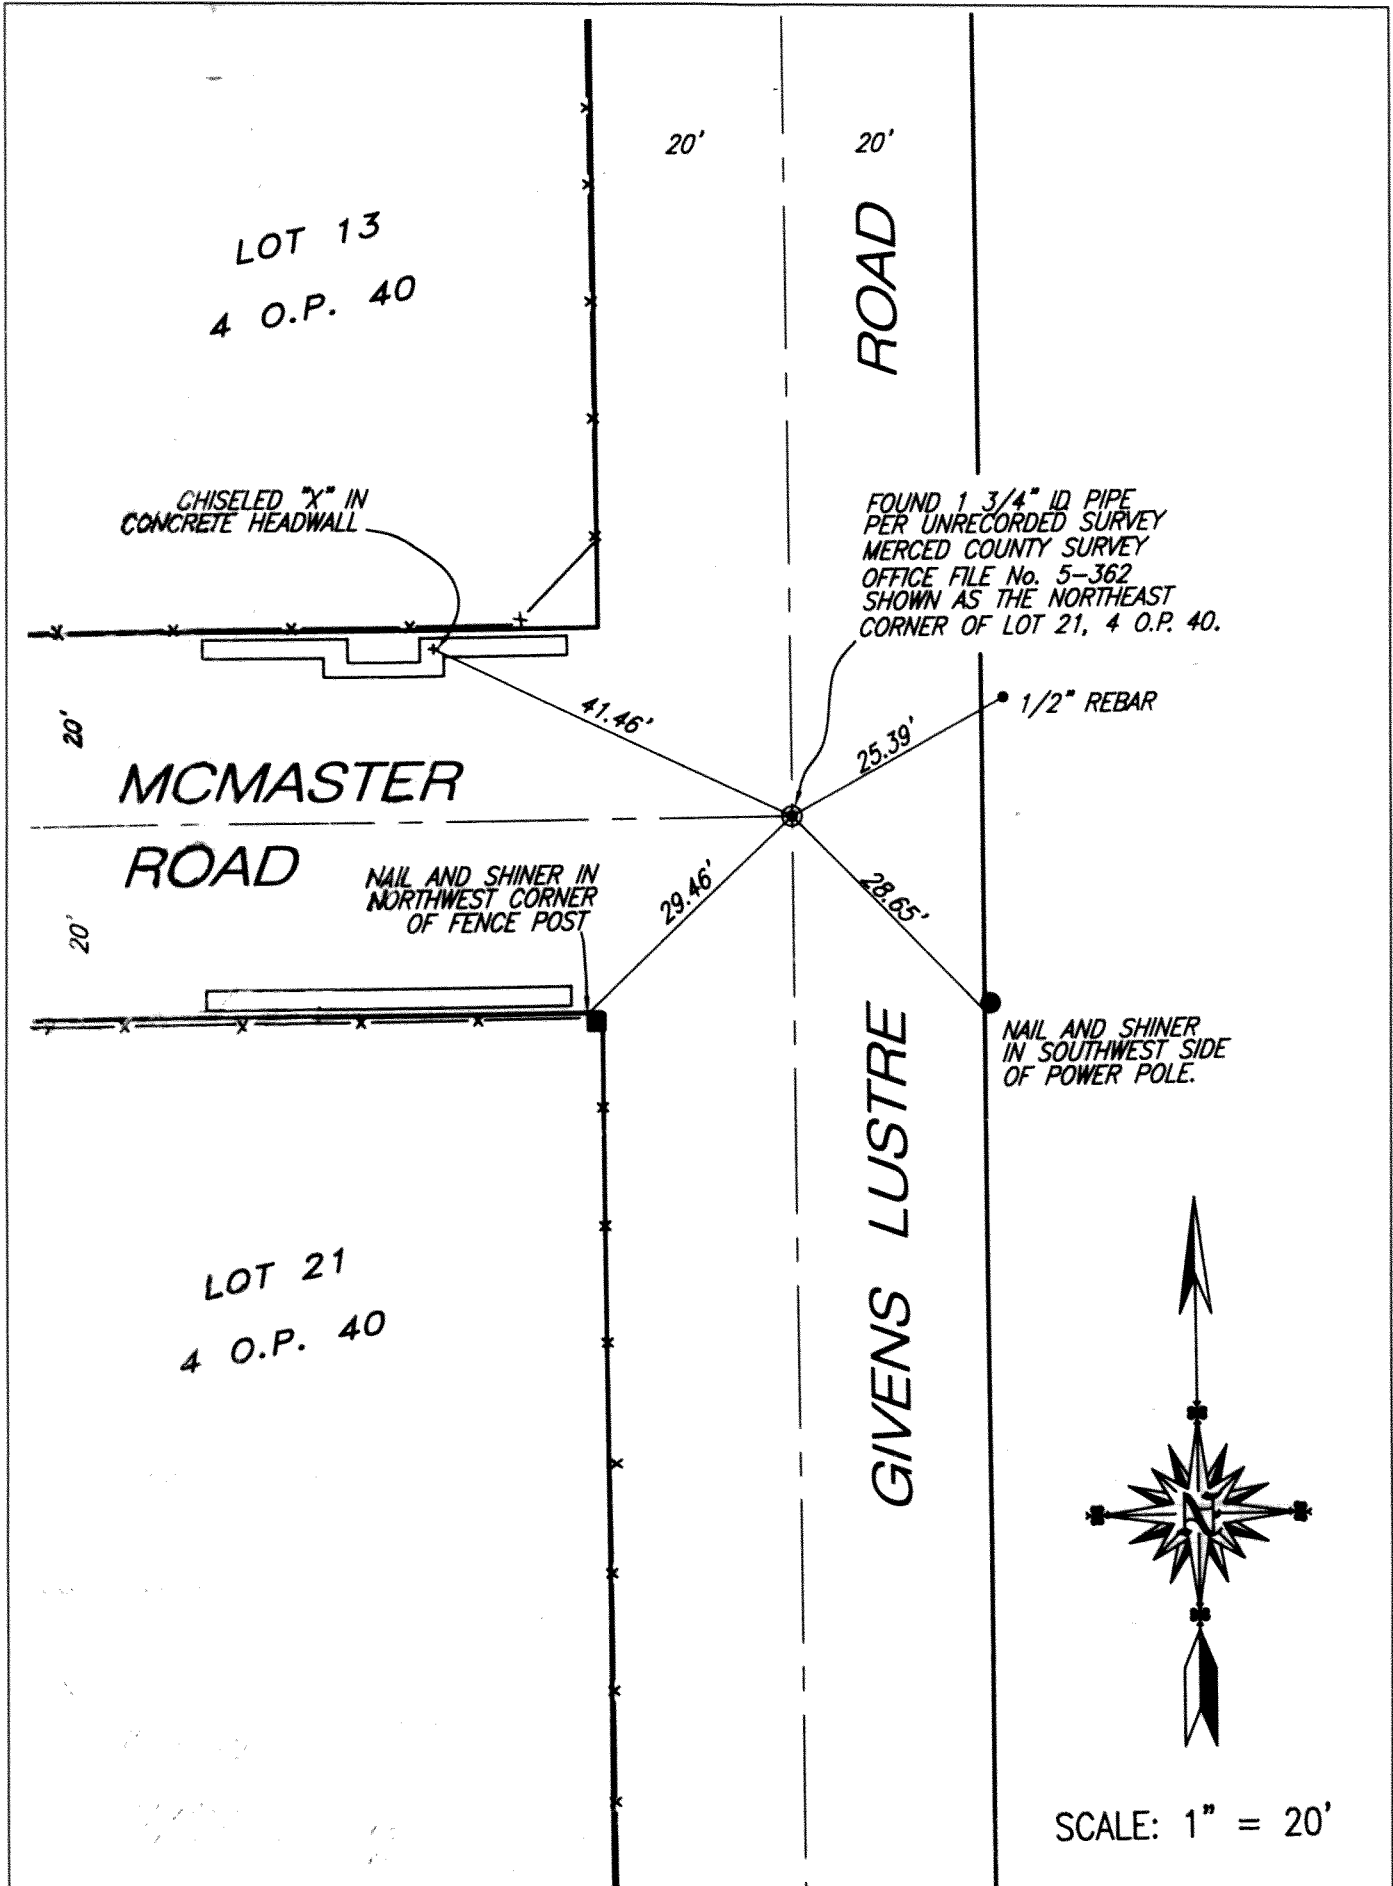 20'
20'
LOT 13
4 O.P. 40
ROAD
CHISELED "X" IN
CONCRETE HEADWALL
FOUND 1 3/4" ID PIPE
PER UNRECORDED SURVEY
MERCED COUNTY SURVEY
OFFICE FILE No. 5-362
SHOWN AS THE NORTHEAST
CORNER OF LOT 21, 4 O.P. 40.
1/2" REBAR
41.46'
25.39'
20'
MCMASTER
ROAD
NAIL AND SHINER IN
NORTHWEST CORNER
OF FENCE POST
29.46'
28.65'
20'
NAIL AND SHINER
IN SOUTHWEST SIDE
OF POWER POLE.
GIVENS LUSTRE
LOT 21
4 O.P. 40
N
SCALE: 1" = 20'